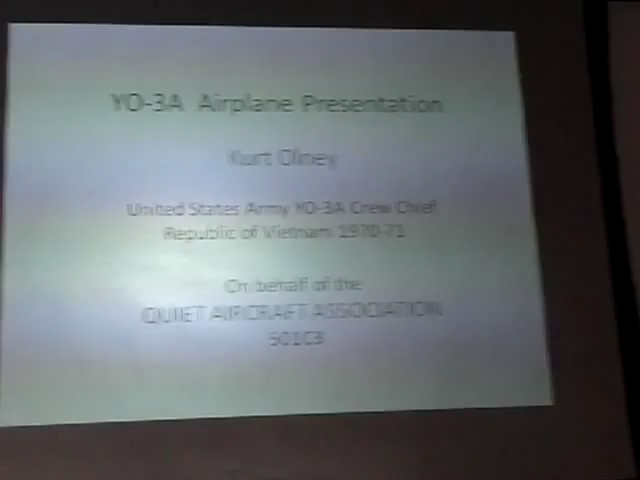 YO-3A Airplane Presentation
Kurt Olney
United States Army YO-3A Crew Chief
Republic of Vietnam 1970-71
On behalf of the
QUIET AIRCRAFT ASSOCIATION
501C3